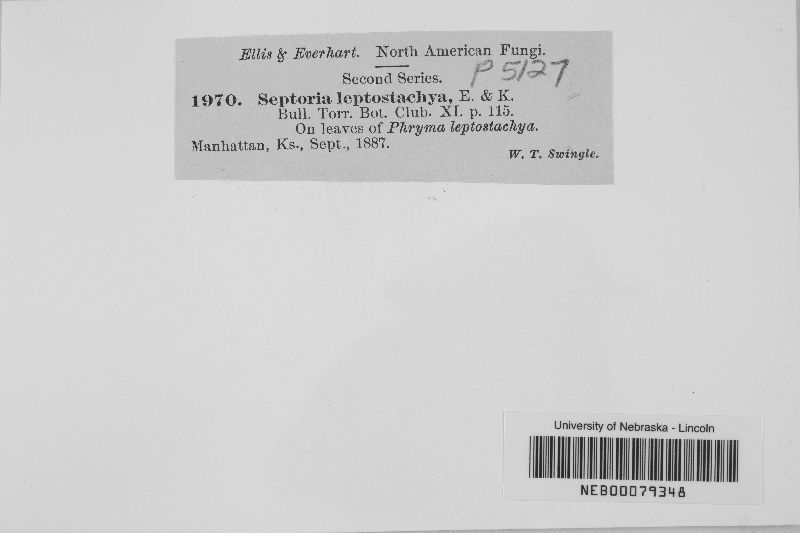 Ellis & Everhart. North American Fungi.
Second Series.
P 5127
1970. Septoria leptostachya, E. & K.
Bull. Torr. Bot. Club. XI. p. 115.
On leaves of Phryma leptostachya.
Manhattan, Ks., Sept., 1887.
W. T. Swingle.
University of Nebraska - Lincoln
NEB00079348